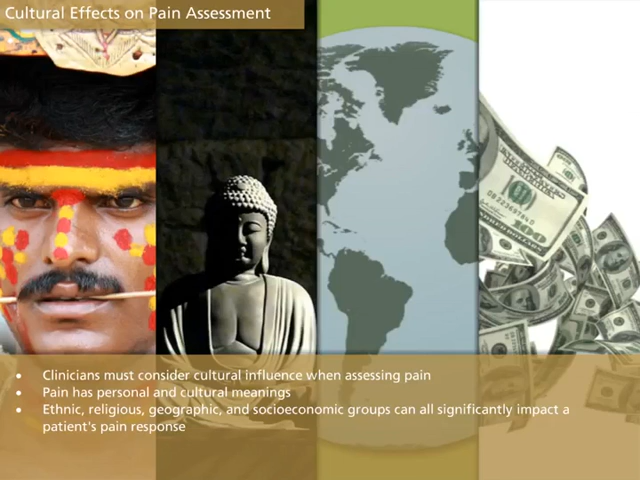 Cultural Effects on Pain Assessment
• Clinicians must consider cultural influence when assessing pain
• Pain has personal and cultural meanings
• Ethnic, religious, geographic, and socioeconomic groups can all significantly impact a
patient's pain response